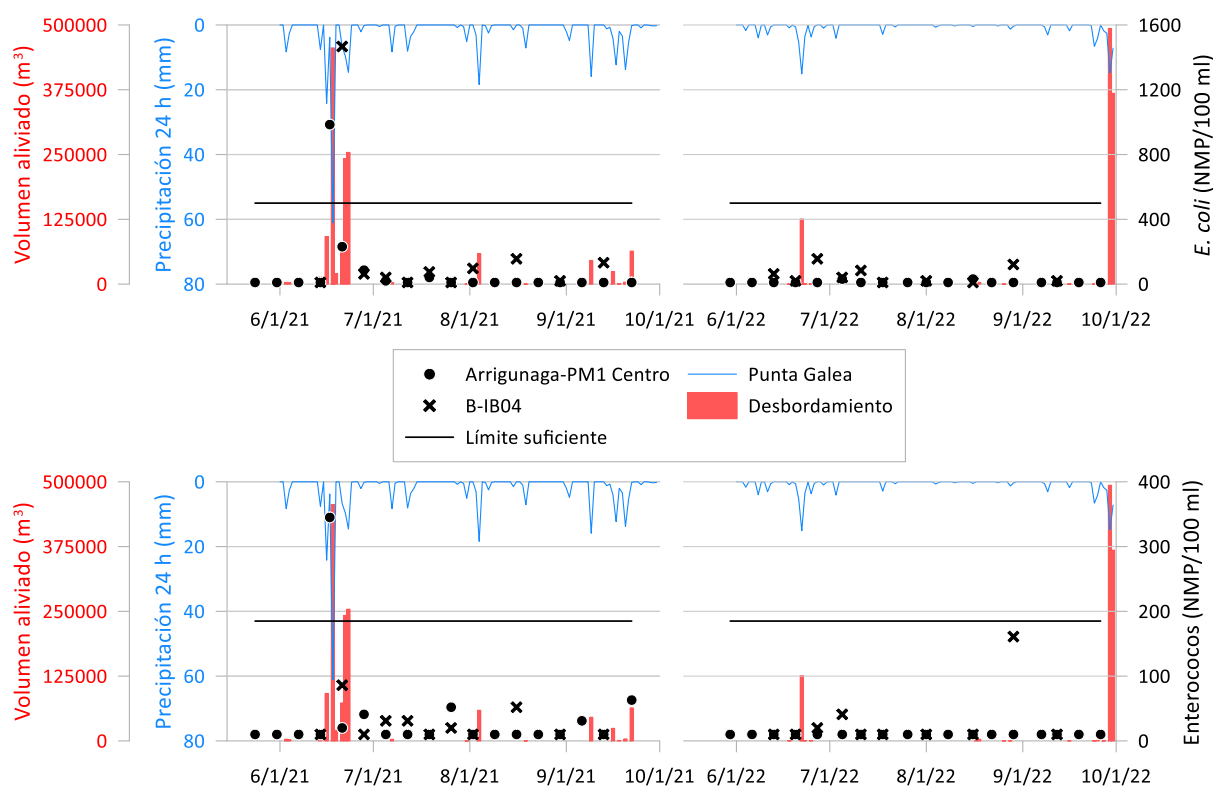 Volumen aliviado (m³)
500000
375000
250000
125000
0
Precipitación 24 h (mm)
0
20
40
60
80
1600
1200
800
400
0
E. coli (NMP/100 ml)
6/1/21 7/1/21 8/1/21 9/1/21 10/1/21 6/1/22 7/1/22 8/1/22 9/1/22 10/1/22
Arrigunaga-PM1 Centro Punta Galea
B-IB04 Desbordamiento
Límite suficiente
Volumen aliviado (m³)
500000
375000
250000
125000
0
Precipitación 24 h (mm)
0
20
40
60
80
400
300
200
100
0
Enterococos (NMP/100 ml)
6/1/21 7/1/21 8/1/21 9/1/21 10/1/21 6/1/22 7/1/22 8/1/22 9/1/22 10/1/22